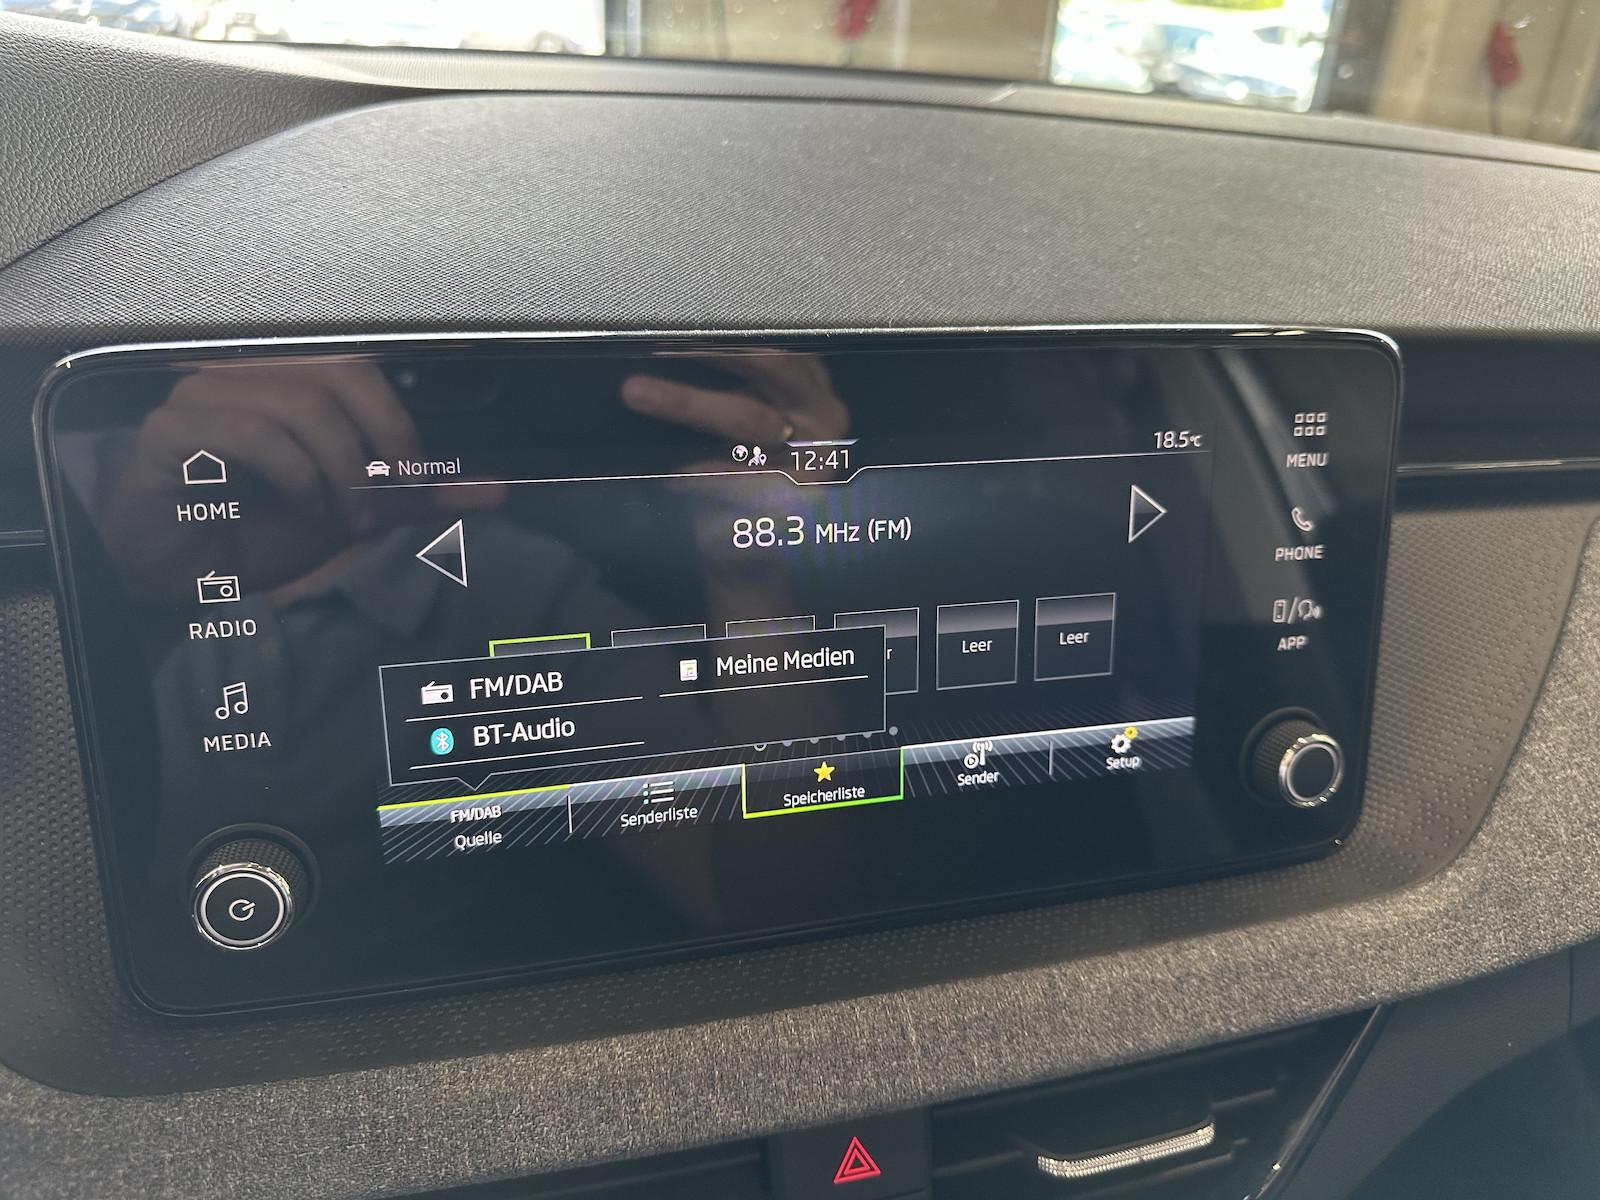 Normal
12:41
18.5°C
MENU
HOME
88.3 MHz (FM)
PHONE
RADIO
APP
Leer
Leer
FM/DAB
Meine Medien
BT-Audio
MEDIA
FM/DAB
Quelle
Senderliste
Speicherliste
Sender
Setup